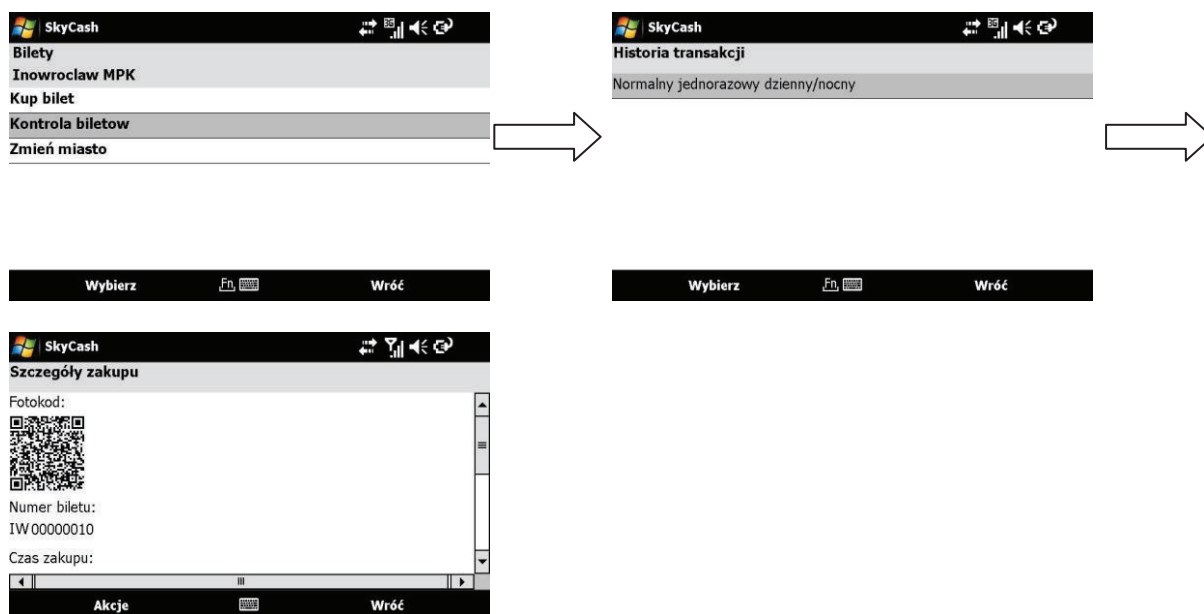 SkyCash
Bilety
Inowroclaw MPK
Kup bilet
Kontrola biletow
Zmień miasto
Wybierz
Fn
Wróć
SkyCash
Historia transakcji
Normalny jednorazowy dzienny/nocny
Wybierz
Fn
Wróć
SkyCash
Szczegóły zakupu
Fotokod:
Numer biletu:
IW00000010
Czas zakupu:
Akcje
Wróć